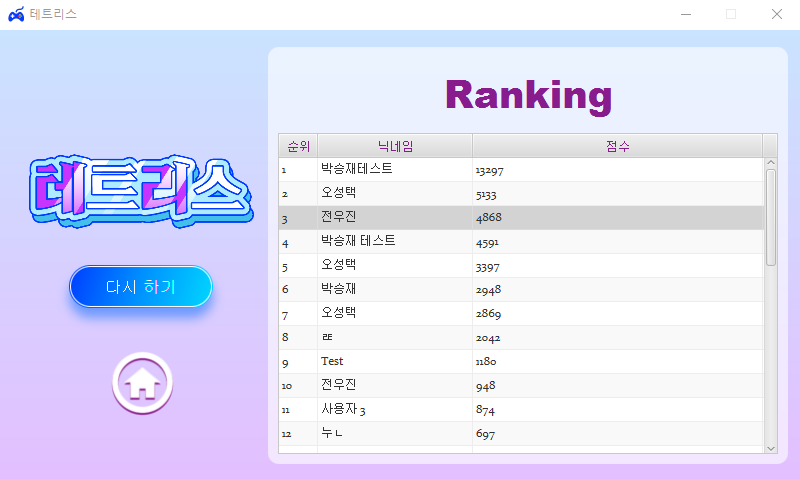 테트리스
테트리스
다시 하기
Ranking
순위 닉네임 점수
1 박승재테스트 13297
2 오성택 5133
3 전우진 4868
4 박승재 테스트 4591
5 오성택 3397
6 박승재 2948
7 오성택 2869
8 ㄹㄹ 2042
9 Test 1180
10 전우진 948
11 사용자 3 874
12 누ㄴ 697